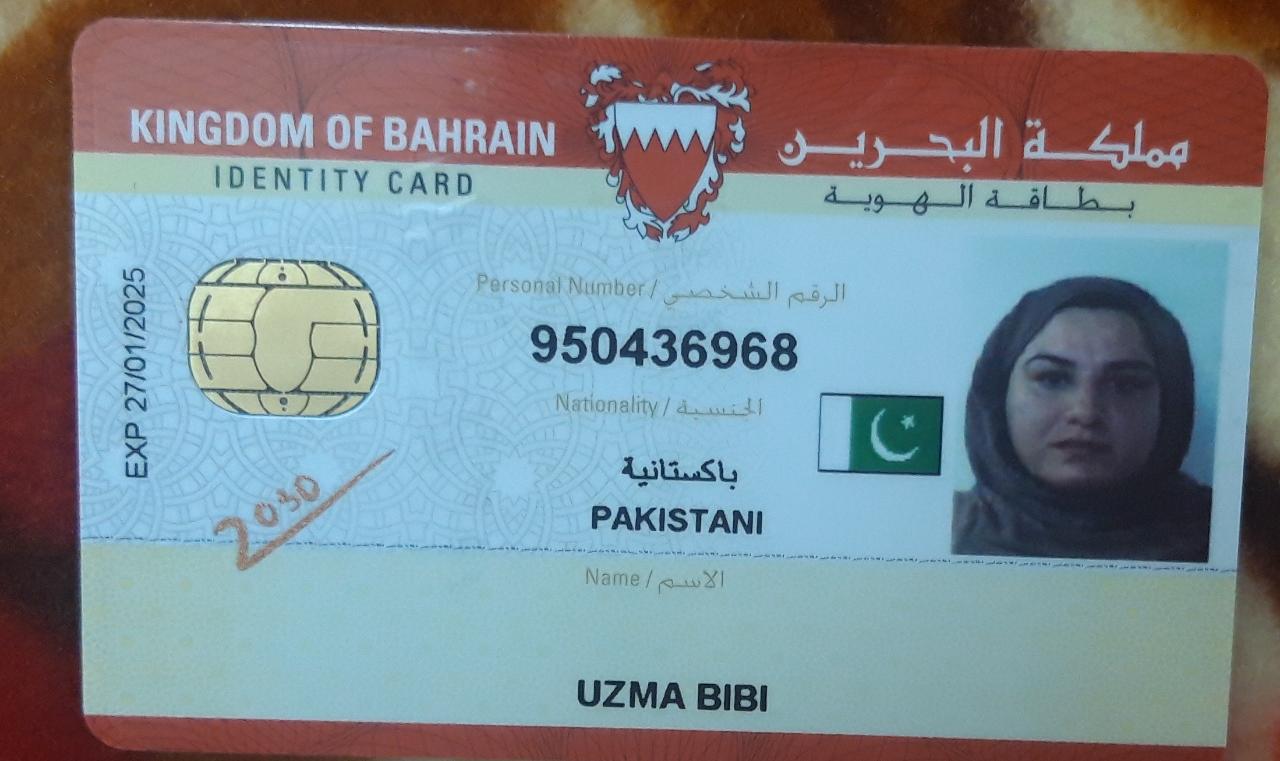 KINGDOM OF BAHRAIN
مملكة البحرين
IDENTITY CARD
بطاقة الهوية
EXP 27/01/2025
Personal Number / الرقم الشخصي
950436968
Nationality / الجنسية
باكستانية
PAKISTANI
2030
Name / الاسم
UZMA BIBI